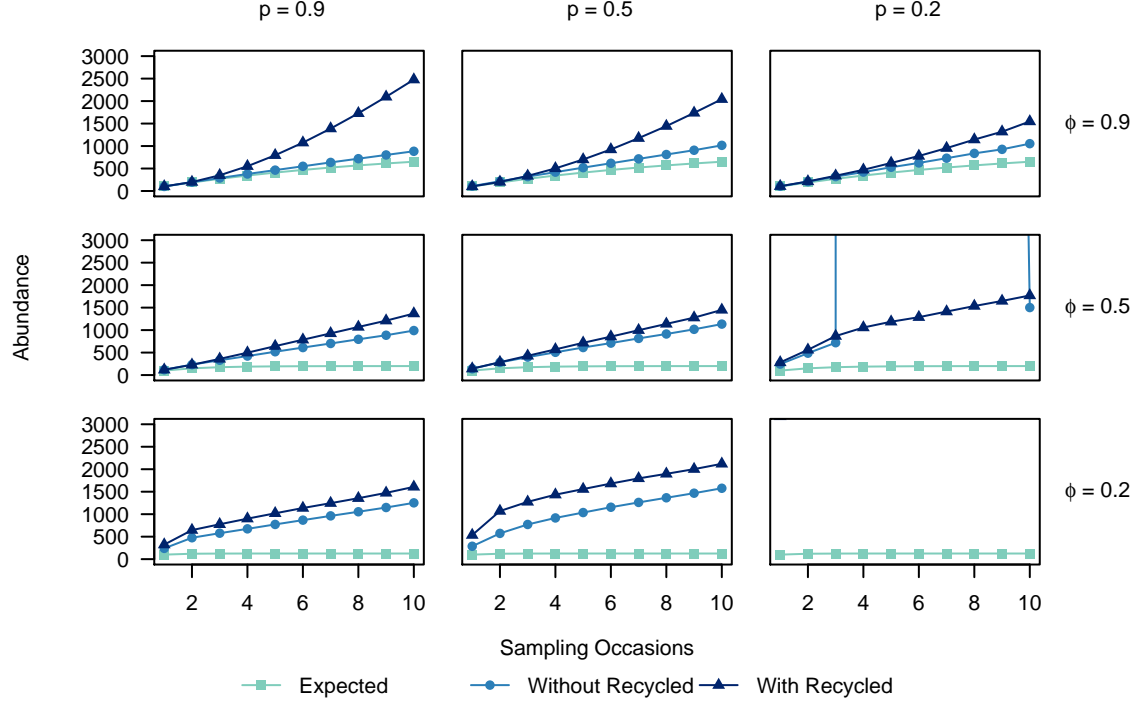 p = 0.9 p = 0.5 p = 0.2
3000
2500
2000
1500
1000
500
0
ϕ = 0.9
3000
2500
2000
1500
1000
500
0
ϕ = 0.5
3000
2500
2000
1500
1000
500
0
ϕ = 0.2
Abundance
2 4 6 8 10 2 4 6 8 10 2 4 6 8 10
Sampling Occasions
Expected Without Recycled With Recycled